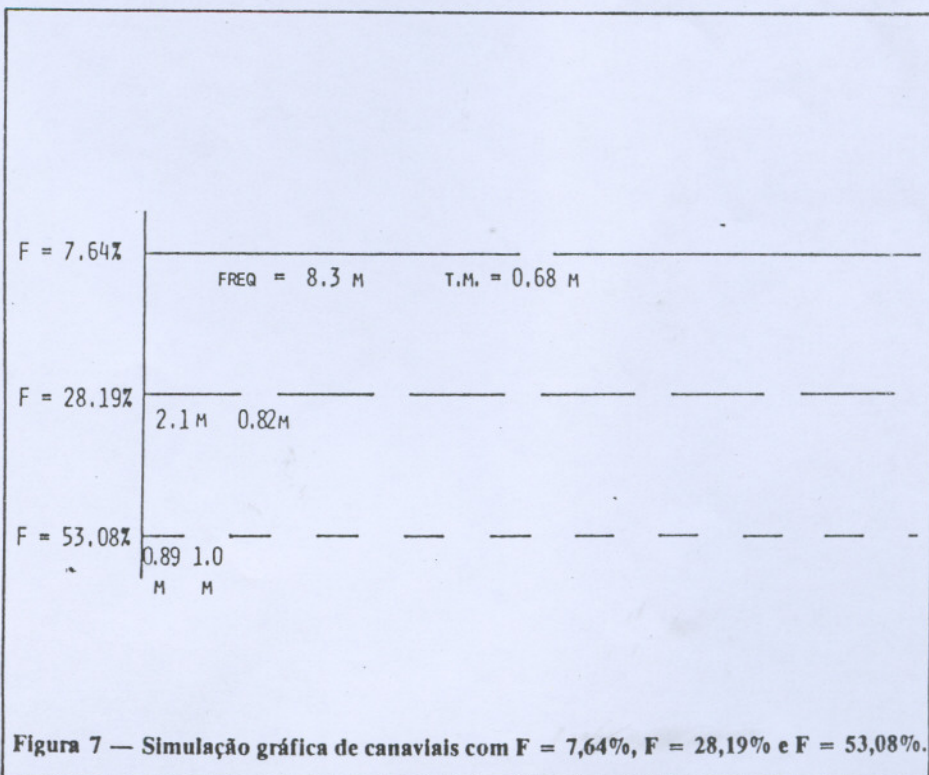 F = 7.64%
FREQ = 8.3 M T.M. = 0.68 M
F = 28.19%
2.1 M 0.82M
F = 53.08%
0.89 1.0
M M
Figura 7 — Simulação gráfica de canaviais com F = 7,64%, F = 28,19% e F = 53,08%.